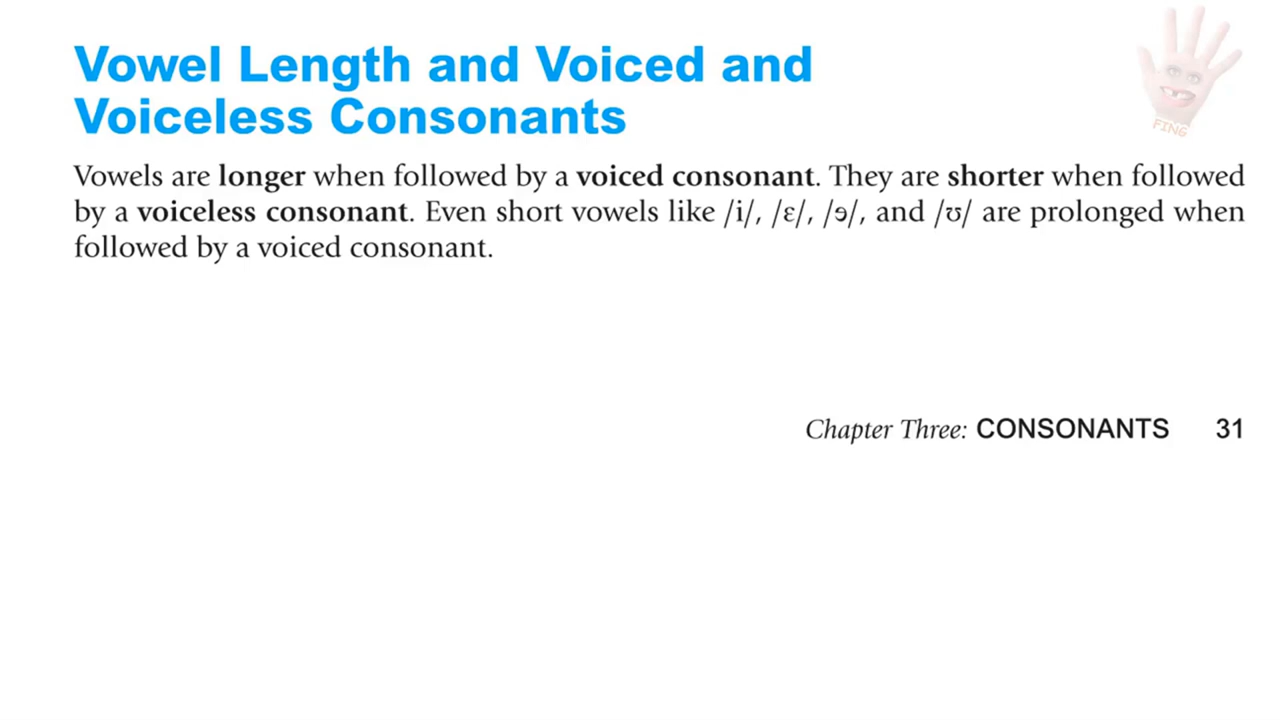 Vowel Length and Voiced and
Voiceless Consonants
FING
Vowels are longer when followed by a voiced consonant. They are shorter when followed
by a voiceless consonant. Even short vowels like /i/, /ɛ/, /ɘ/, and /ʊ/ are prolonged when
followed by a voiced consonant.
Chapter Three: CONSONANTS 31